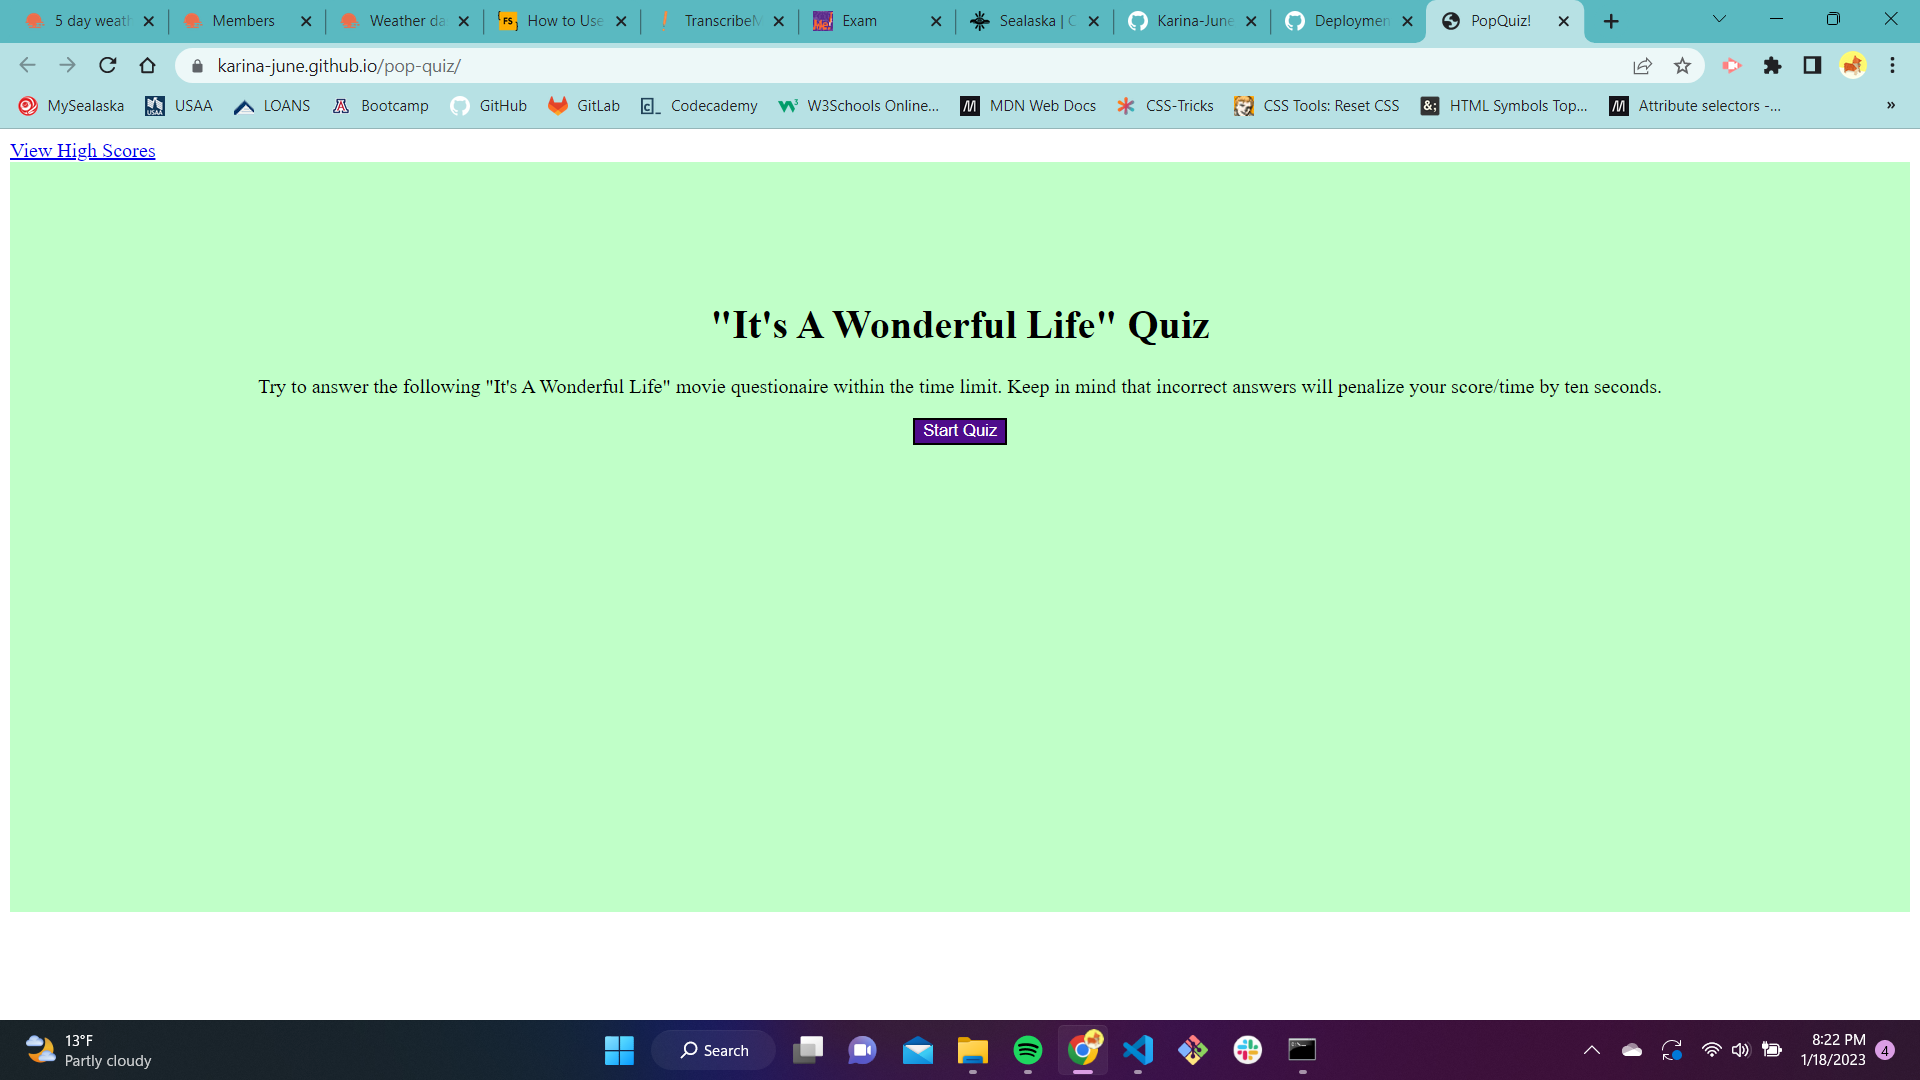 5 day weath
Members
Weather da
How to Use
TranscribeM
Exam
Sealaska | C
Karina-June
Deploymen
PopQuiz!
karina-june.github.io/pop-quiz/
MySealaska
USAA
LOANS
Bootcamp
GitHub
GitLab
Codecademy
W3Schools Online...
MDN Web Docs
CSS-Tricks
CSS Tools: Reset CSS
HTML Symbols Top...
Attribute selectors -...
»
View High Scores
"It's A Wonderful Life" Quiz
Try to answer the following "It's A Wonderful Life" movie questionaire within the time limit. Keep in mind that incorrect answers will penalize your score/time by ten seconds.
Start Quiz
13°F
Partly cloudy
Search
8:22 PM
1/18/2023
4